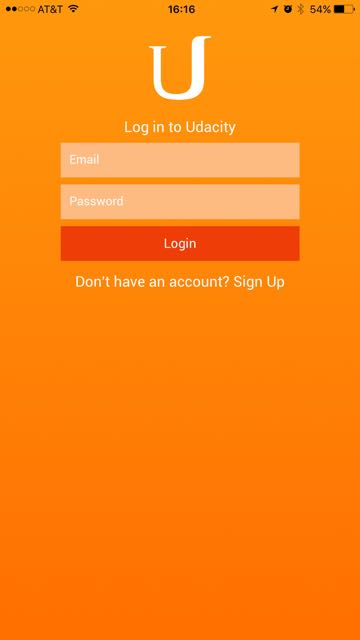 AT&T 16:16 54%
U
Log in to Udacity
Email
Password
Login
Don't have an account? Sign Up